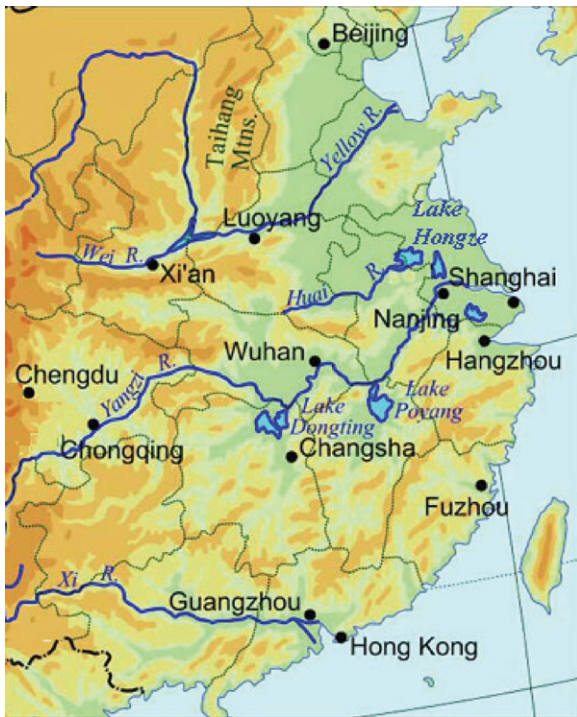 Beijing
Taihang
Mtns.
Yellow R.
Luoyang
Lake
Hongze
Wei R.
Xi'an
Huai R.
Shanghai
Nanjing
Wuhan
Hangzhou
Chengdu
Yangzi R.
Lake
Poyang
Lake
Dongting
Chongqing
Changsha
Fuzhou
Xi R.
Guangzhou
Hong Kong